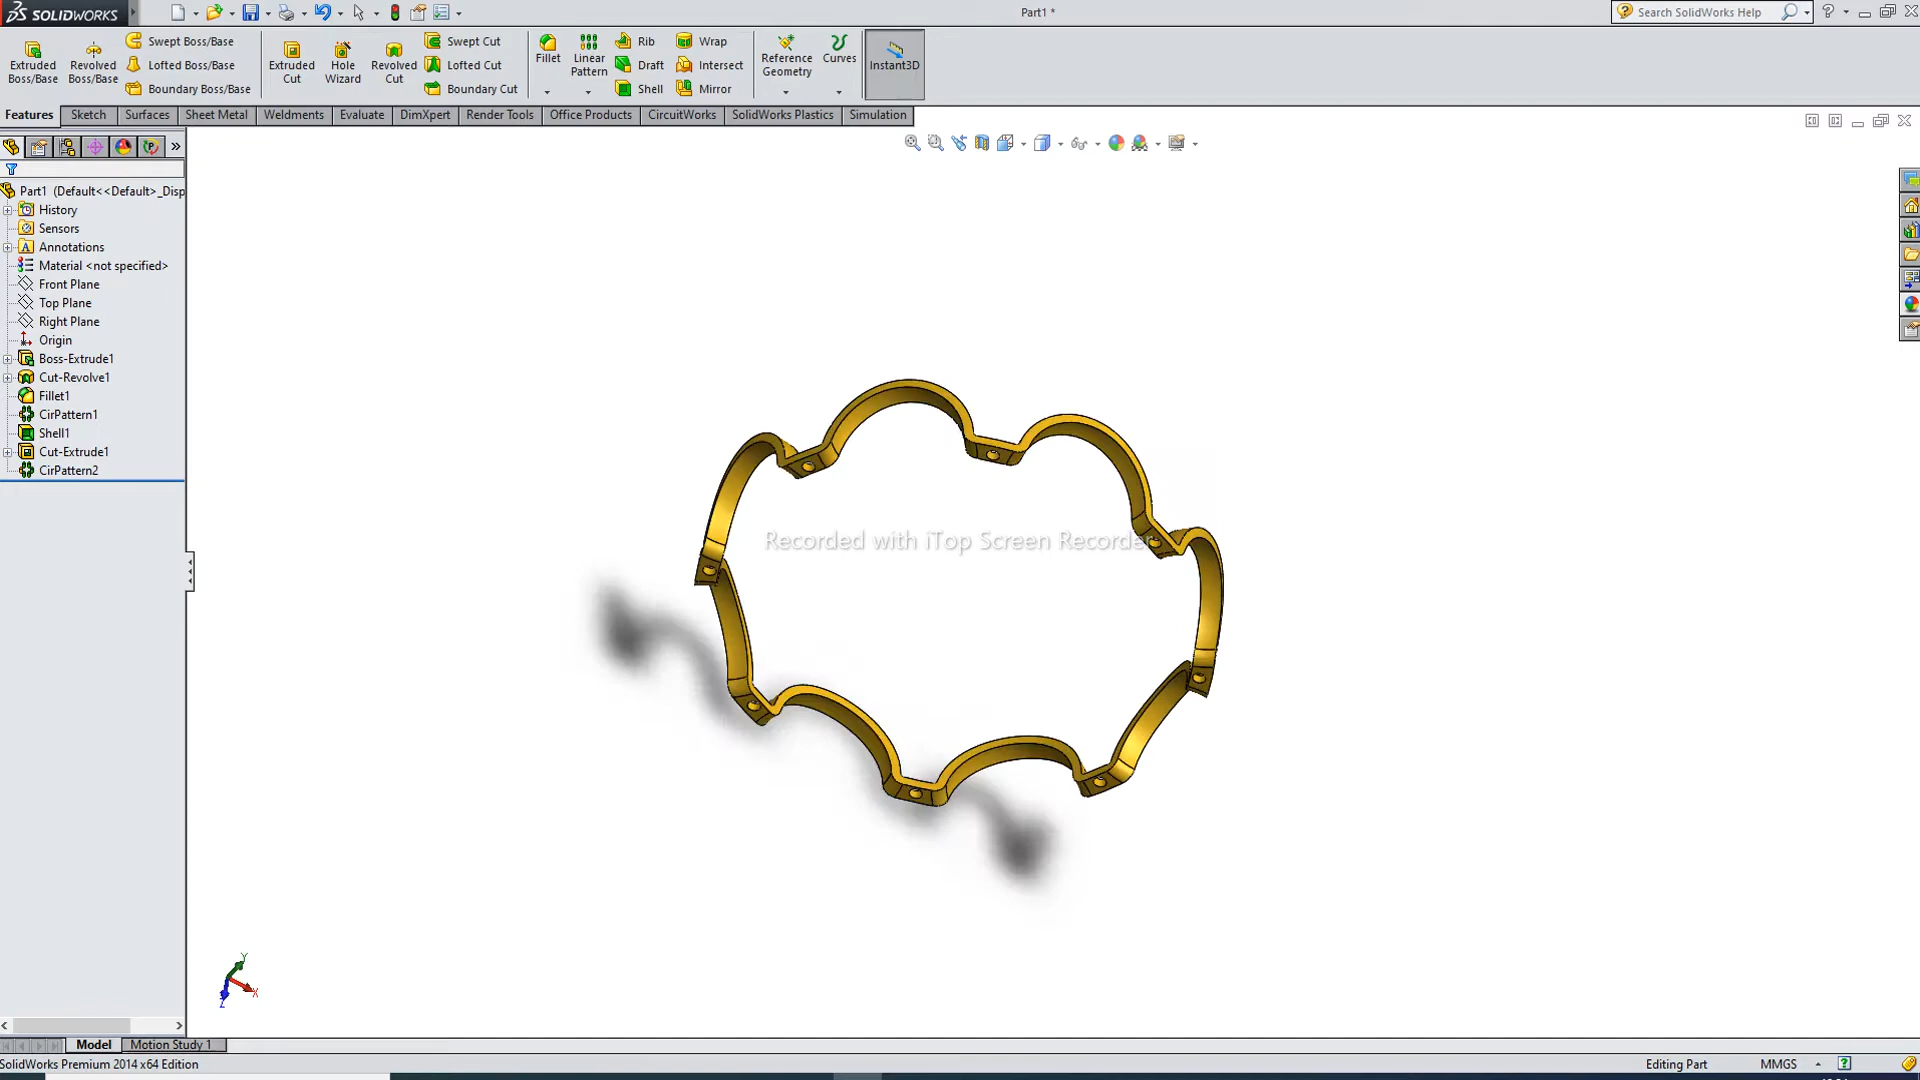 SOLIDWORKS
Part1 *
Search SolidWorks Help
Extruded Boss/Base
Revolved Boss/Base
Swept Boss/Base
Lofted Boss/Base
Boundary Boss/Base
Extruded Cut
Hole Wizard
Revolved Cut
Swept Cut
Lofted Cut
Boundary Cut
Fillet
Linear Pattern
Rib
Draft
Shell
Wrap
Intersect
Mirror
Reference Geometry
Curves
Instant3D
Features Sketch Surfaces Sheet Metal Weldments Evaluate DimXpert Render Tools Office Products CircuitWorks SolidWorks Plastics Simulation
Part1 (Default<<Default>_Disp
History
Sensors
Annotations
Material <not specified>
Front Plane
Top Plane
Right Plane
Origin
Boss-Extrude1
Cut-Revolve1
Fillet1
CirPattern1
Shell1
Cut-Extrude1
CirPattern2
Recorded with iTop Screen Recorder
Y
X
Z
Model Motion Study 1
SolidWorks Premium 2014 x64 Edition
Editing Part MMGS